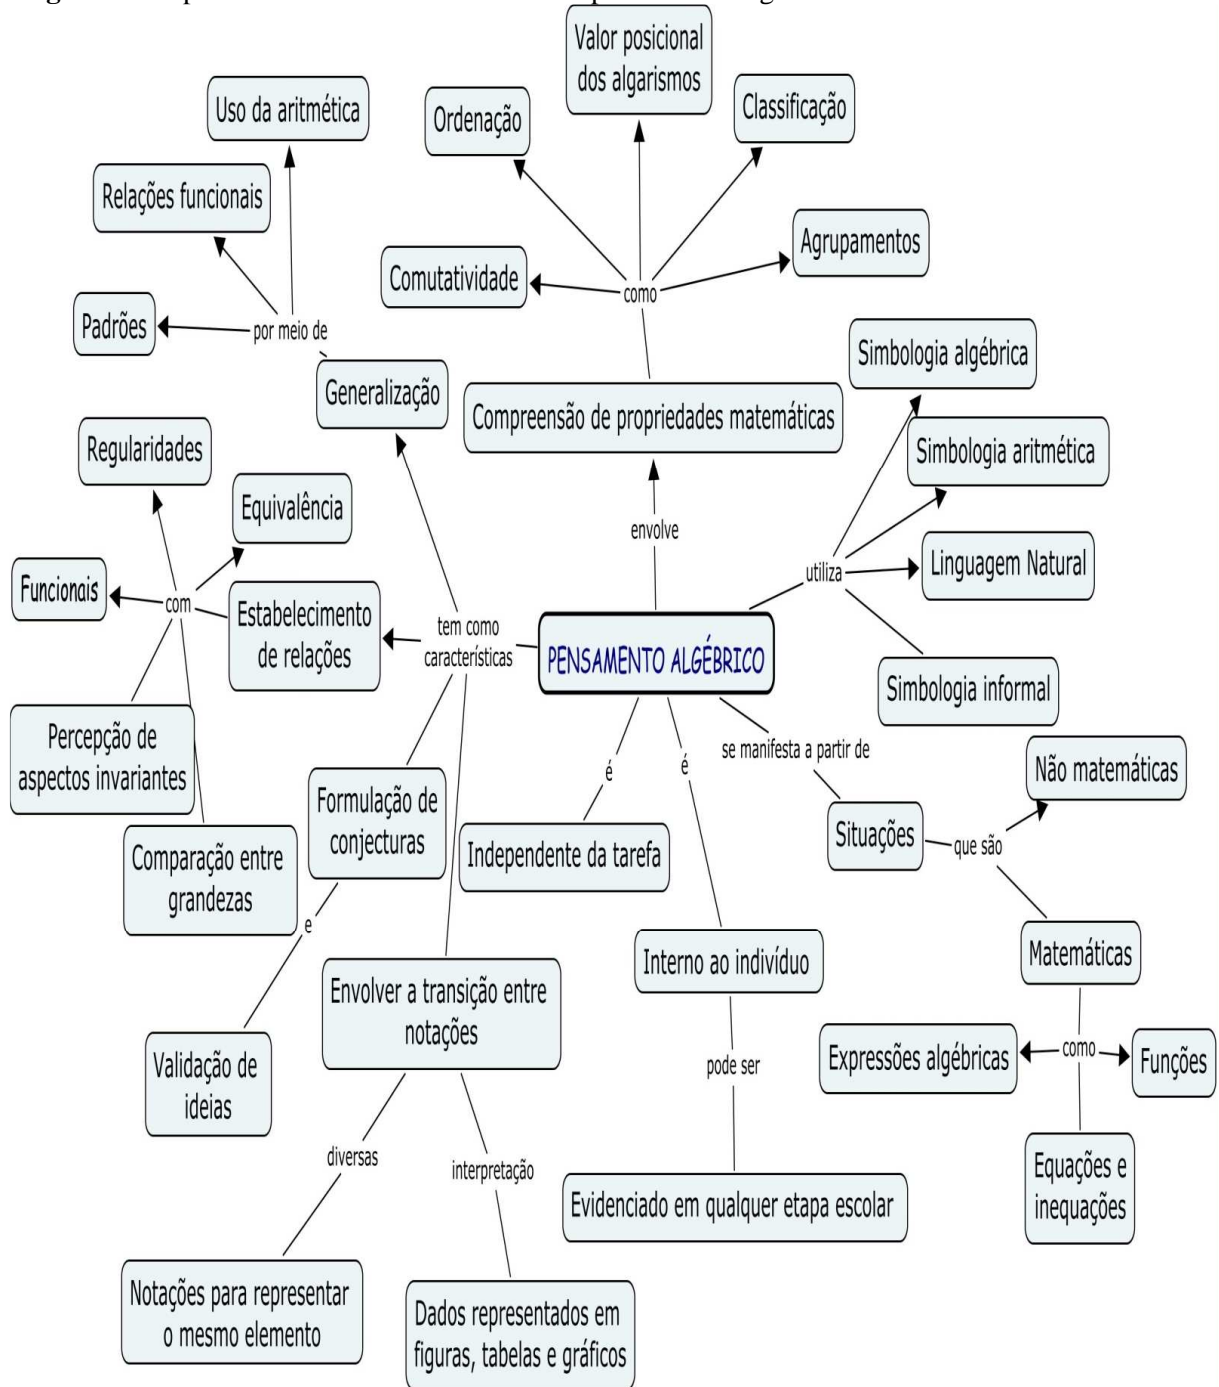 Valor posicional
dos algarismos
Uso da aritmética
Ordenação
Classificação
Relações funcionais
Agrupamentos
Comutatividade
como
Padrões
por meio de
Simbologia algébrica
Generalização
Compreensão de propriedades matemáticas
Regularidades
Simbologia aritmética
Equivalência
envolve
Linguagem Natural
utiliza
Funcionais
com
Estabelecimento
de relações
tem como
características
PENSAMENTO ALGÉBRICO
Simbologia informal
Percepção de
aspectos invariantes
se manifesta a partir de
é
é
Não matemáticas
Formulação de
conjecturas
Situações
que são
Independente da tarefa
Comparação entre
grandezas
e
Matemáticas
Interno ao indivíduo
Envolver a transição entre
notações
como
Expressões algébricas
Funções
pode ser
Validação de
ideias
diversas
interpretação
Equações e
inequações
Evidenciado em qualquer etapa escolar
Notações para representar
o mesmo elemento
Dados representados em
figuras, tabelas e gráficos